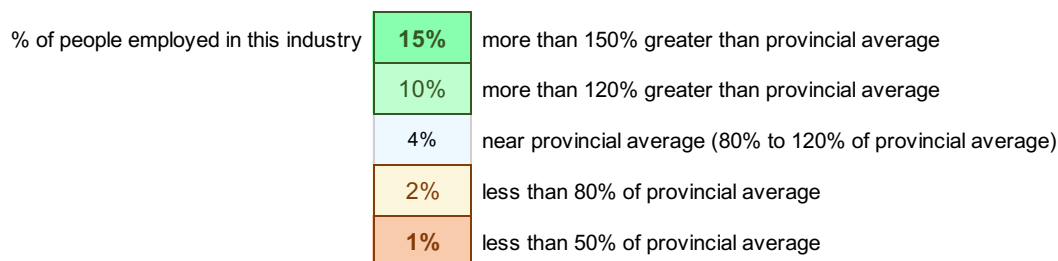 % of people employed in this industry 15% more than 150% greater than provincial average
10% more than 120% greater than provincial average
4% near provincial average (80% to 120% of provincial average)
2% less than 80% of provincial average
1% less than 50% of provincial average